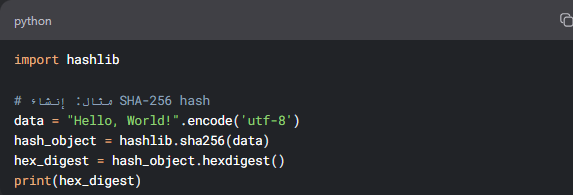 python
import hashlib
# مثال: إنشاء SHA-256 hash
data = "Hello, World!".encode('utf-8')
hash_object = hashlib.sha256(data)
hex_digest = hash_object.hexdigest()
print(hex_digest)